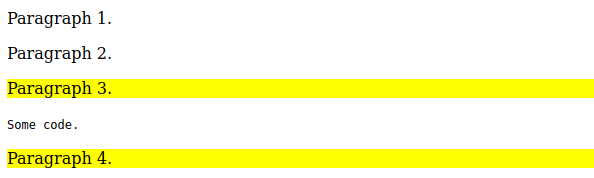 Paragraph 1.
Paragraph 2.
Paragraph 3.
Some code.
Paragraph 4.